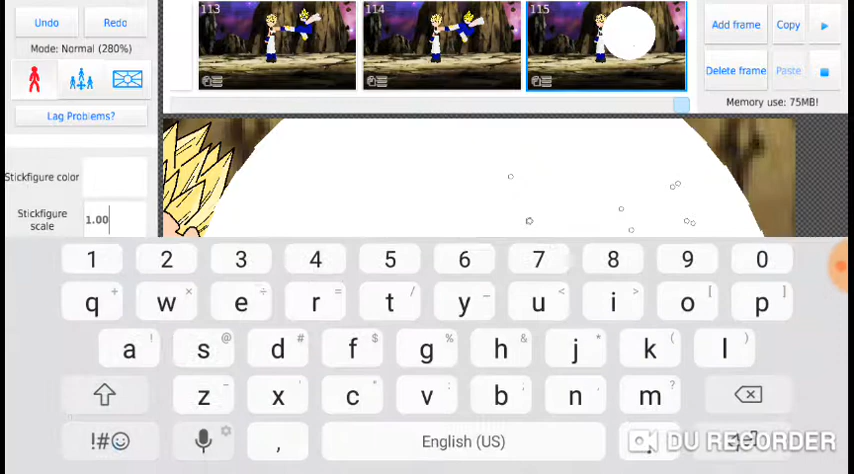 Undo Redo
Mode: Normal (280%)
Lag Problems?
Stickfigure color
Stickfigure scale 1.00
113 114 115
Add frame Copy
Delete frame Paste
Memory use: 75MB!
1 2 3 4 5 6 7 8 9 0
q + w × e ÷ r = t / y _ u < i > o [ p ]
a ! s @ d # f $ g % h & j * k ( l )
z - x ' c " v : b ; n , m ?
!#☺ , English (US) .
DU RECORDER